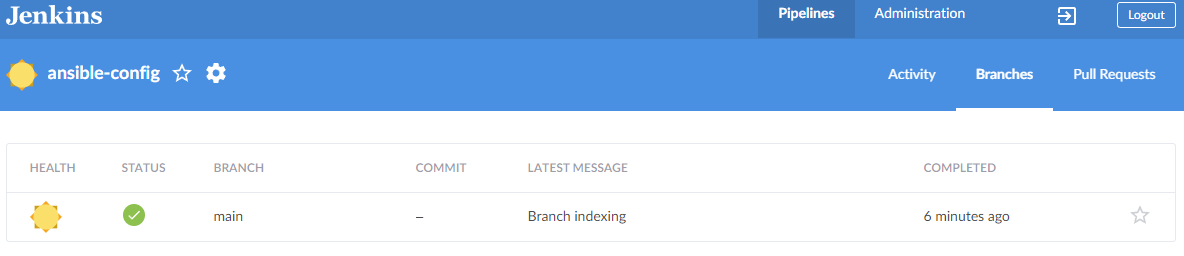 Jenkins Pipelines Administration Logout
ansible-config Activity Branches Pull Requests
HEALTH STATUS BRANCH COMMIT LATEST MESSAGE COMPLETED
main – Branch indexing 6 minutes ago